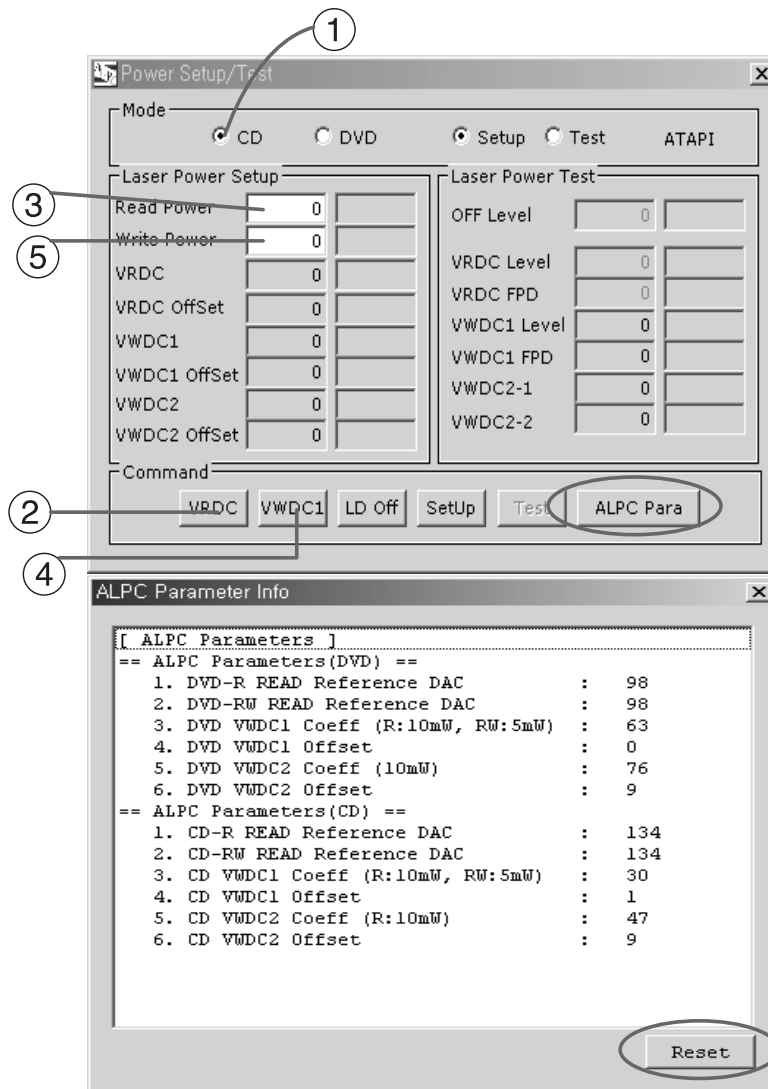 1
Power Setup/Test
Mode
CD DVD Setup Test ATAPI
Laser Power Setup
3 Read Power 0
5 Write Power 0
VRDC 0
VRDC OffSet 0
VWDC1 0
VWDC1 OffSet 0
VWDC2 0
VWDC2 OffSet 0
Laser Power Test
OFF Level 0
VRDC Level 0
VRDC FPD 0
VWDC1 Level 0
VWDC1 FPD 0
VWDC2-1 0
VWDC2-2 0
Command
2 VRDC VWDC1 LD Off SetUp Test ALPC Para
4
ALPC Parameter Info
[ ALPC Parameters ]
== ALPC Parameters(DVD) ==
1. DVD-R READ Reference DAC : 98
2. DVD-RW READ Reference DAC : 98
3. DVD VWDC1 Coeff (R:10mW, RW:5mW) : 63
4. DVD VWDC1 Offset : 0
5. DVD VWDC2 Coeff (10mW) : 76
6. DVD VWDC2 Offset : 9
== ALPC Parameters(CD) ==
1. CD-R READ Reference DAC : 134
2. CD-RW READ Reference DAC : 134
3. CD VWDC1 Coeff (R:10mW, RW:5mW) : 30
4. CD VWDC1 Offset : 1
5. CD VWDC2 Coeff (R:10mW) : 47
6. CD VWDC2 Offset : 9
Reset